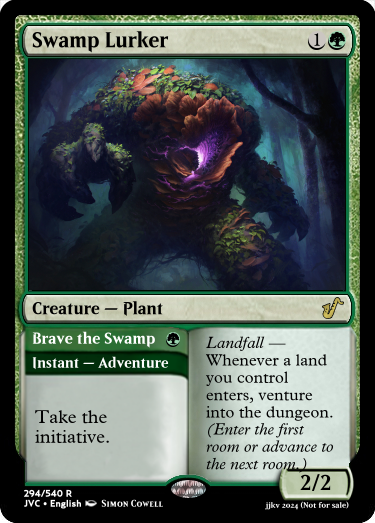 Swamp Lurker 1
Creature — Plant
Brave the Swamp
Instant — Adventure
Take the
initiative.
Landfall —
Whenever a land
you control
enters, venture
into the dungeon.
(Enter the first
room or advance to
the next room.)
2/2
294/540 R
JVC • English Simon Cowell
jjkv 2024 (Not for sale)